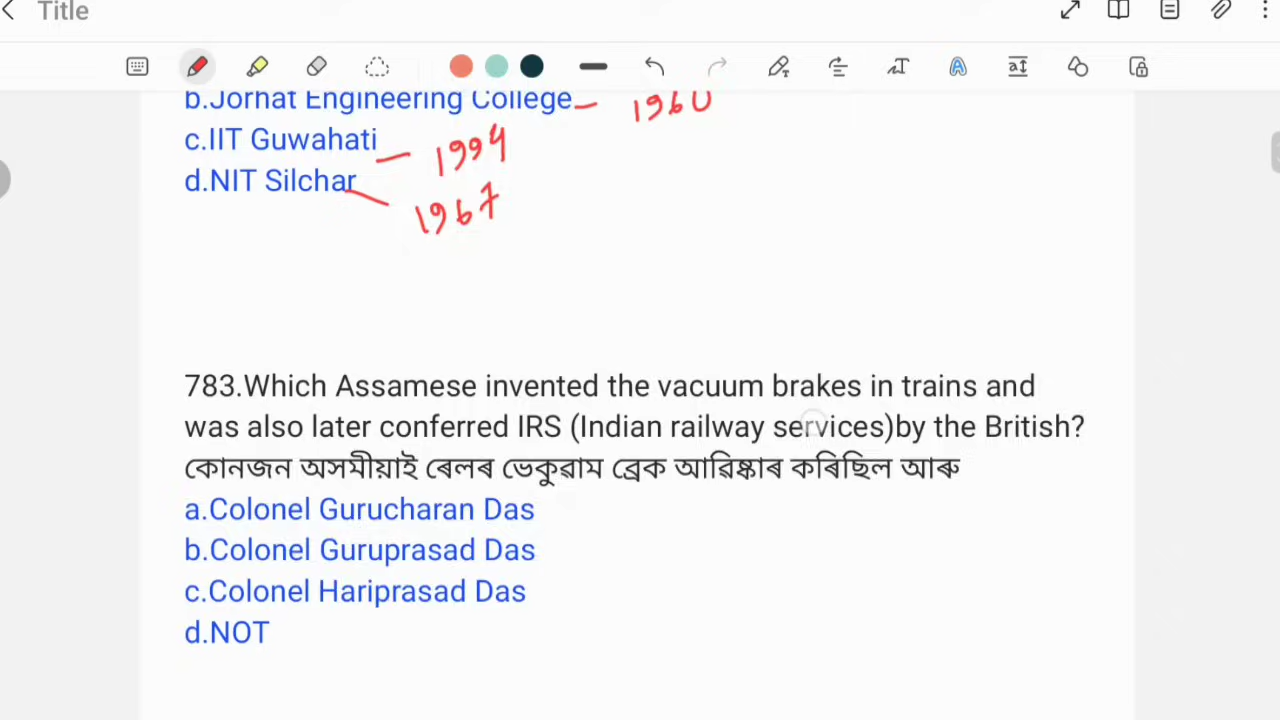 Title
b.Jorhat Engineering College – 1960
c.IIT Guwahati – 1994
d.NIT Silchar – 1967
783.Which Assamese invented the vacuum brakes in trains and
was also later conferred IRS (Indian railway services)by the British?
কোনজন অসমীয়াই ৰেলৰ ভেকুৱাম ব্ৰেক আৱিষ্কাৰ কৰিছিল আৰু
a.Colonel Gurucharan Das
b.Colonel Guruprasad Das
c.Colonel Hariprasad Das
d.NOT